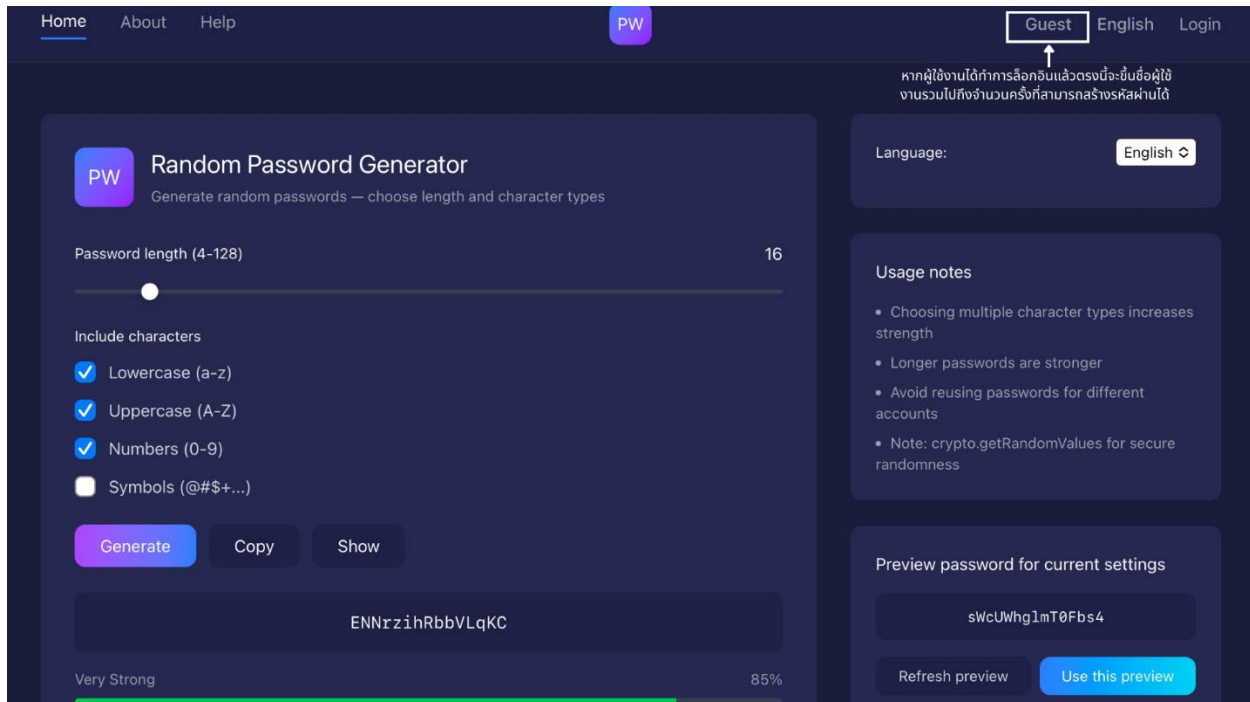 Home About Help PW Guest English Login
หากผู้ใช้งานได้ทำการล็อกอินแล้วตรงนี้จะขึ้นชื่อผู้ใช้
งานรวมไปถึงจำนวนครั้งที่สามารถสร้างรหัสผ่านได้
PW
Random Password Generator
Generate random passwords — choose length and character types
Password length (4-128) 16
Include characters
Lowercase (a-z)
Uppercase (A-Z)
Numbers (0-9)
Symbols (@#$+...)
Generate Copy Show
ENNrzihRbbVLqKC
Very Strong 85%
Language: English
Usage notes
• Choosing multiple character types increases
strength
• Longer passwords are stronger
• Avoid reusing passwords for different
accounts
• Note: crypto.getRandomValues for secure
randomness
Preview password for current settings
sWcUWhglmT0Fbs4
Refresh preview Use this preview